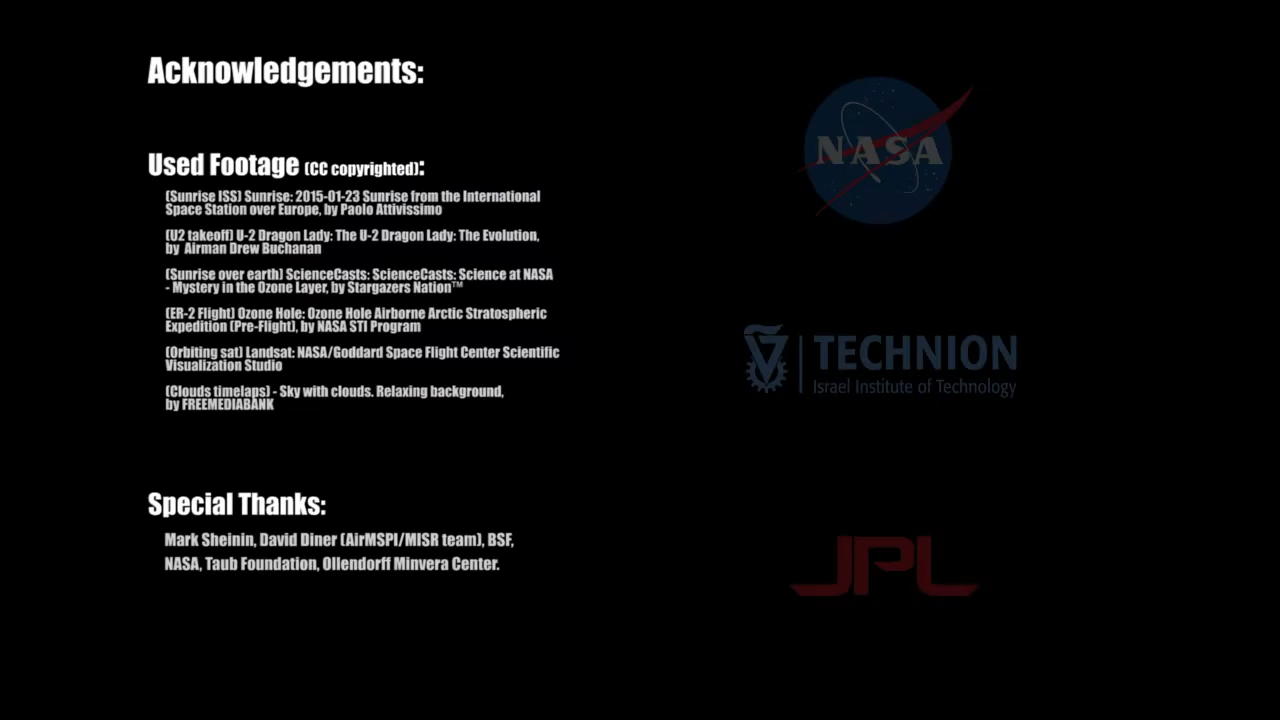 Acknowledgements:
Used Footage (CC copyrighted):
(Sunrise ISS) Sunrise: 2015-01-23 Sunrise from the International
Space Station over Europe, by Paolo Attivissimo
(U2 takeoff) U-2 Dragon Lady: The U-2 Dragon Lady: The Evolution,
by Airman Drew Buchanan
(Sunrise over earth) ScienceCasts: ScienceCasts: Science at NASA
- Mystery in the Ozone Layer, by Stargazers Nation™
(ER-2 Flight) Ozone Hole: Ozone Hole Airborne Arctic Stratospheric
Expedition (Pre-Flight), by NASA STI Program
(Orbiting sat) Landsat: NASA/Goddard Space Flight Center Scientific
Visualization Studio
(Clouds timelaps) - Sky with clouds. Relaxing background,
by FREEMEDIABANK
Special Thanks:
Mark Sheinin, David Diner (AirMSPI/MISR team), BSF,
NASA, Taub Foundation, Ollendorff Minvera Center.
NASA
TECHNION
Israel Institute of Technology
JPL